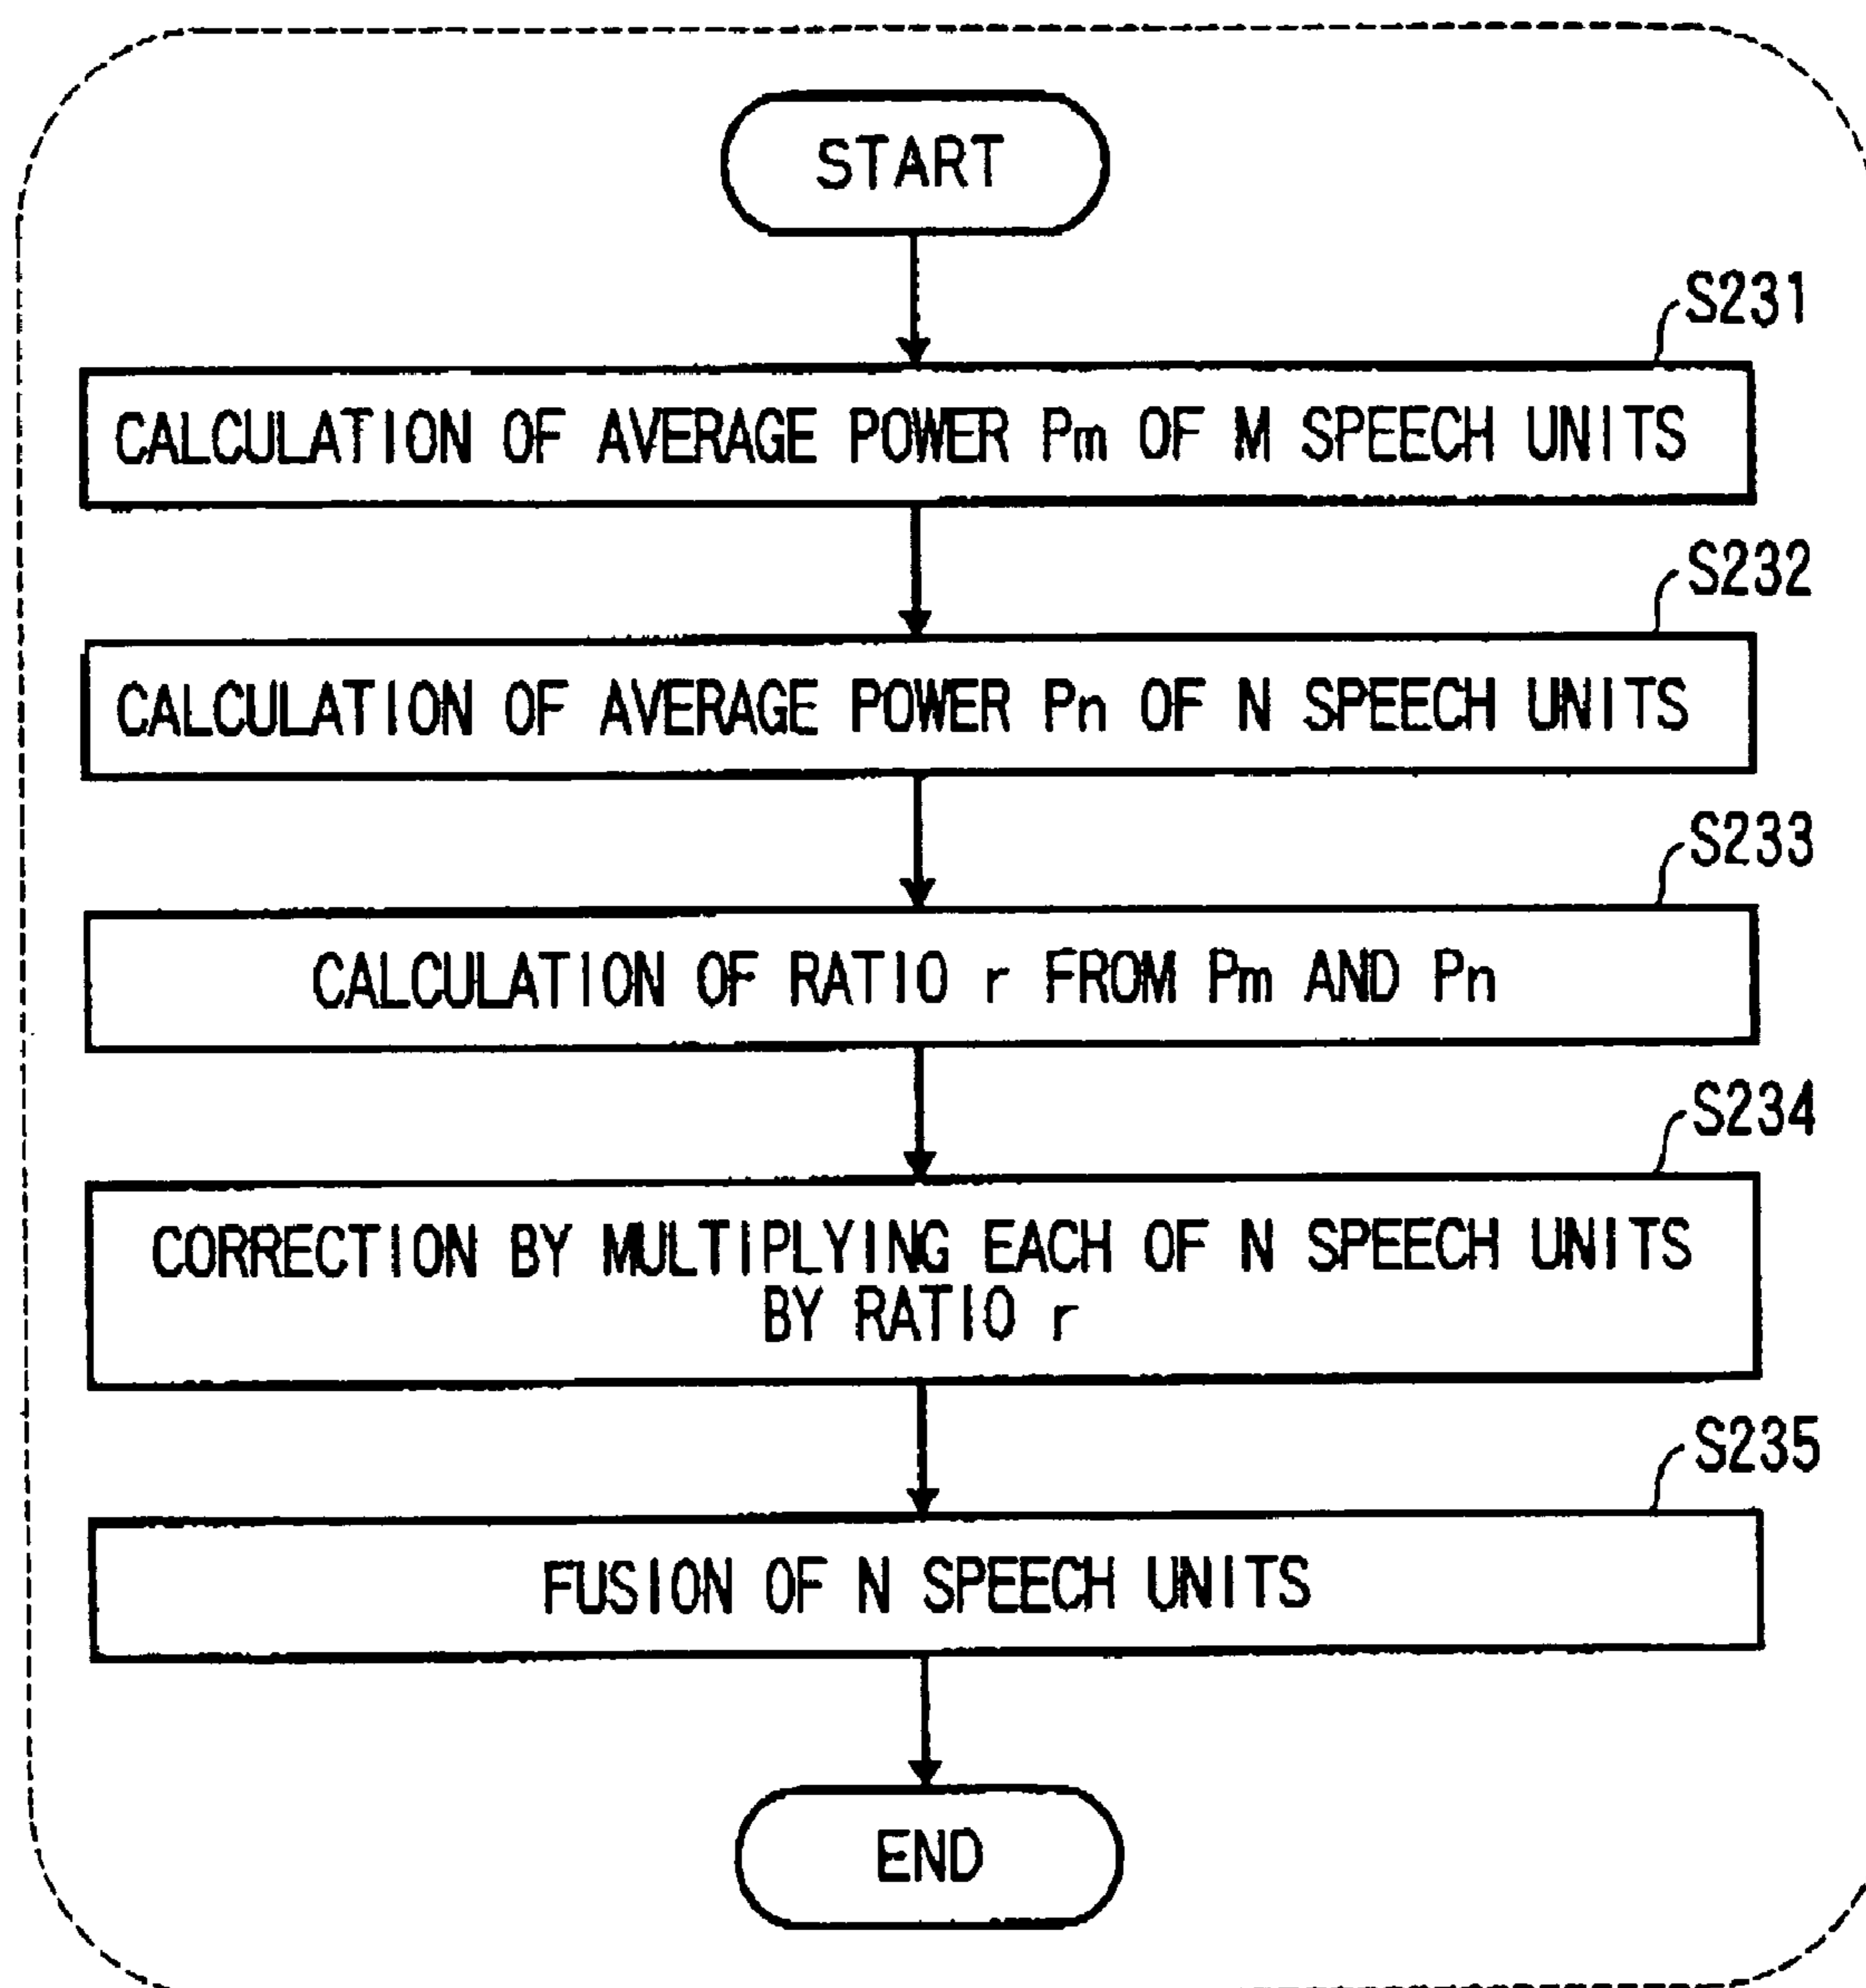 START
S231
CALCULATION OF AVERAGE POWER Pm OF M SPEECH UNITS
S232
CALCULATION OF AVERAGE POWER Pn OF N SPEECH UNITS
S233
CALCULATION OF RATIO r FROM Pm AND Pn
S234
CORRECTION BY MULTIPLYING EACH OF N SPEECH UNITS
BY RATIO r
S235
FUSION OF N SPEECH UNITS
END